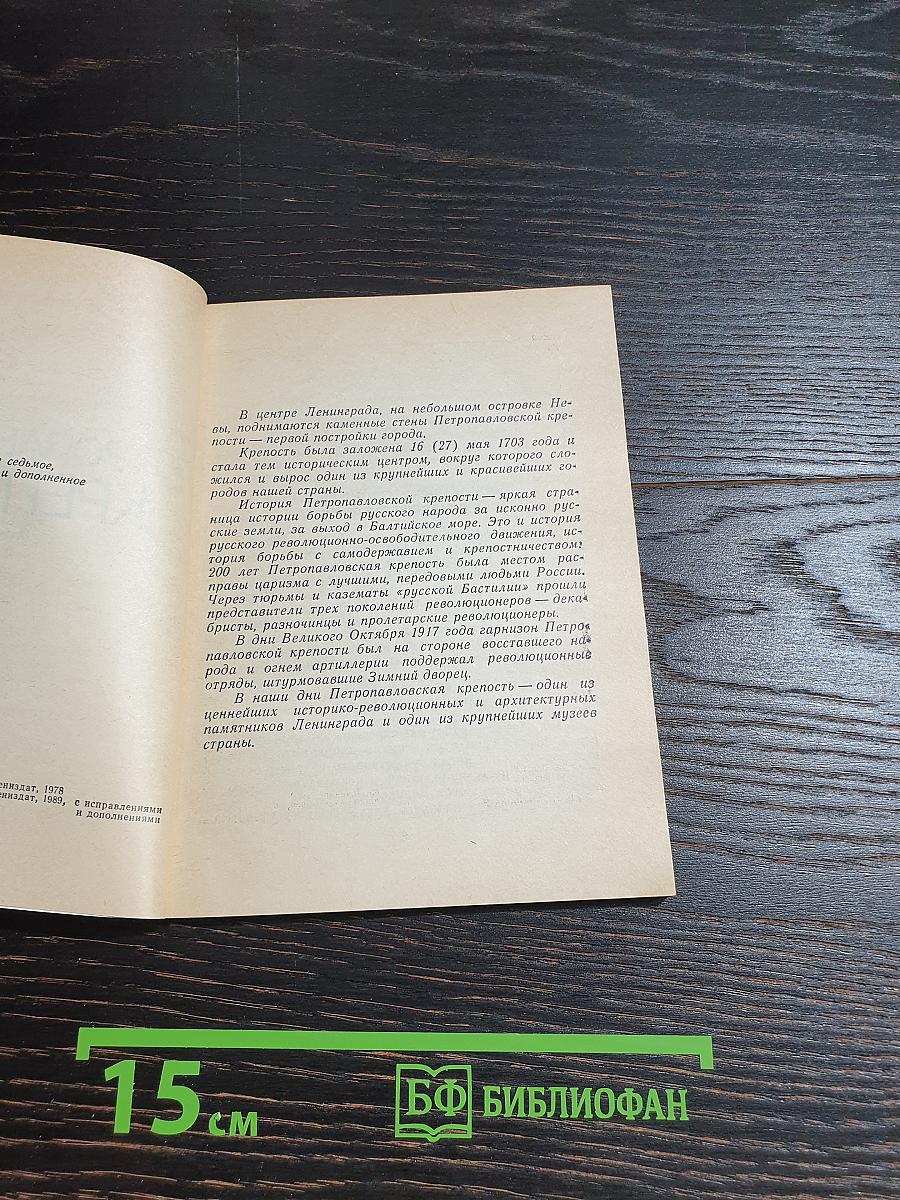 седьмое,
и дополненное
ениздат, 1978
ениздат, 1989, с исправлениями
и дополнениями
В центре Ленинграда, на небольшом островке Не-
вы, поднимаются каменные стены Петропавловской кре-
пости — первой постройки города.
Крепость была заложена 16 (27) мая 1703 года и
стала тем историческим центром, вокруг которого сло-
жился и вырос один из крупнейших и красивейших го-
родов нашей страны.
История Петропавловской крепости — яркая стра-
ница истории борьбы русского народа за исконно рус-
ские земли, за выход в Балтийское море. Это и история
русского революционно-освободительного движения, ис-
тория борьбы с самодержавием и крепостничеством:
200 лет Петропавловская крепость была местом рас-
правы царизма с лучшими, передовыми людьми России.
Через тюрьмы и казематы «русской Бастилии» прошли
представители трех поколений революционеров — дека-
бристы, разночинцы и пролетарские революционеры.
В дни Великого Октября 1917 года гарнизон Петро-
павловской крепости был на стороне восставшего на-
рода и огнем артиллерии поддержал революционные
отряды, штурмовавшие Зимний дворец.
В наши дни Петропавловская крепость — один из
ценнейших историко-революционных и архитектурных
памятников Ленинграда и один из крупнейших музеев
страны.
15 см
БФ БИБЛИОФАН